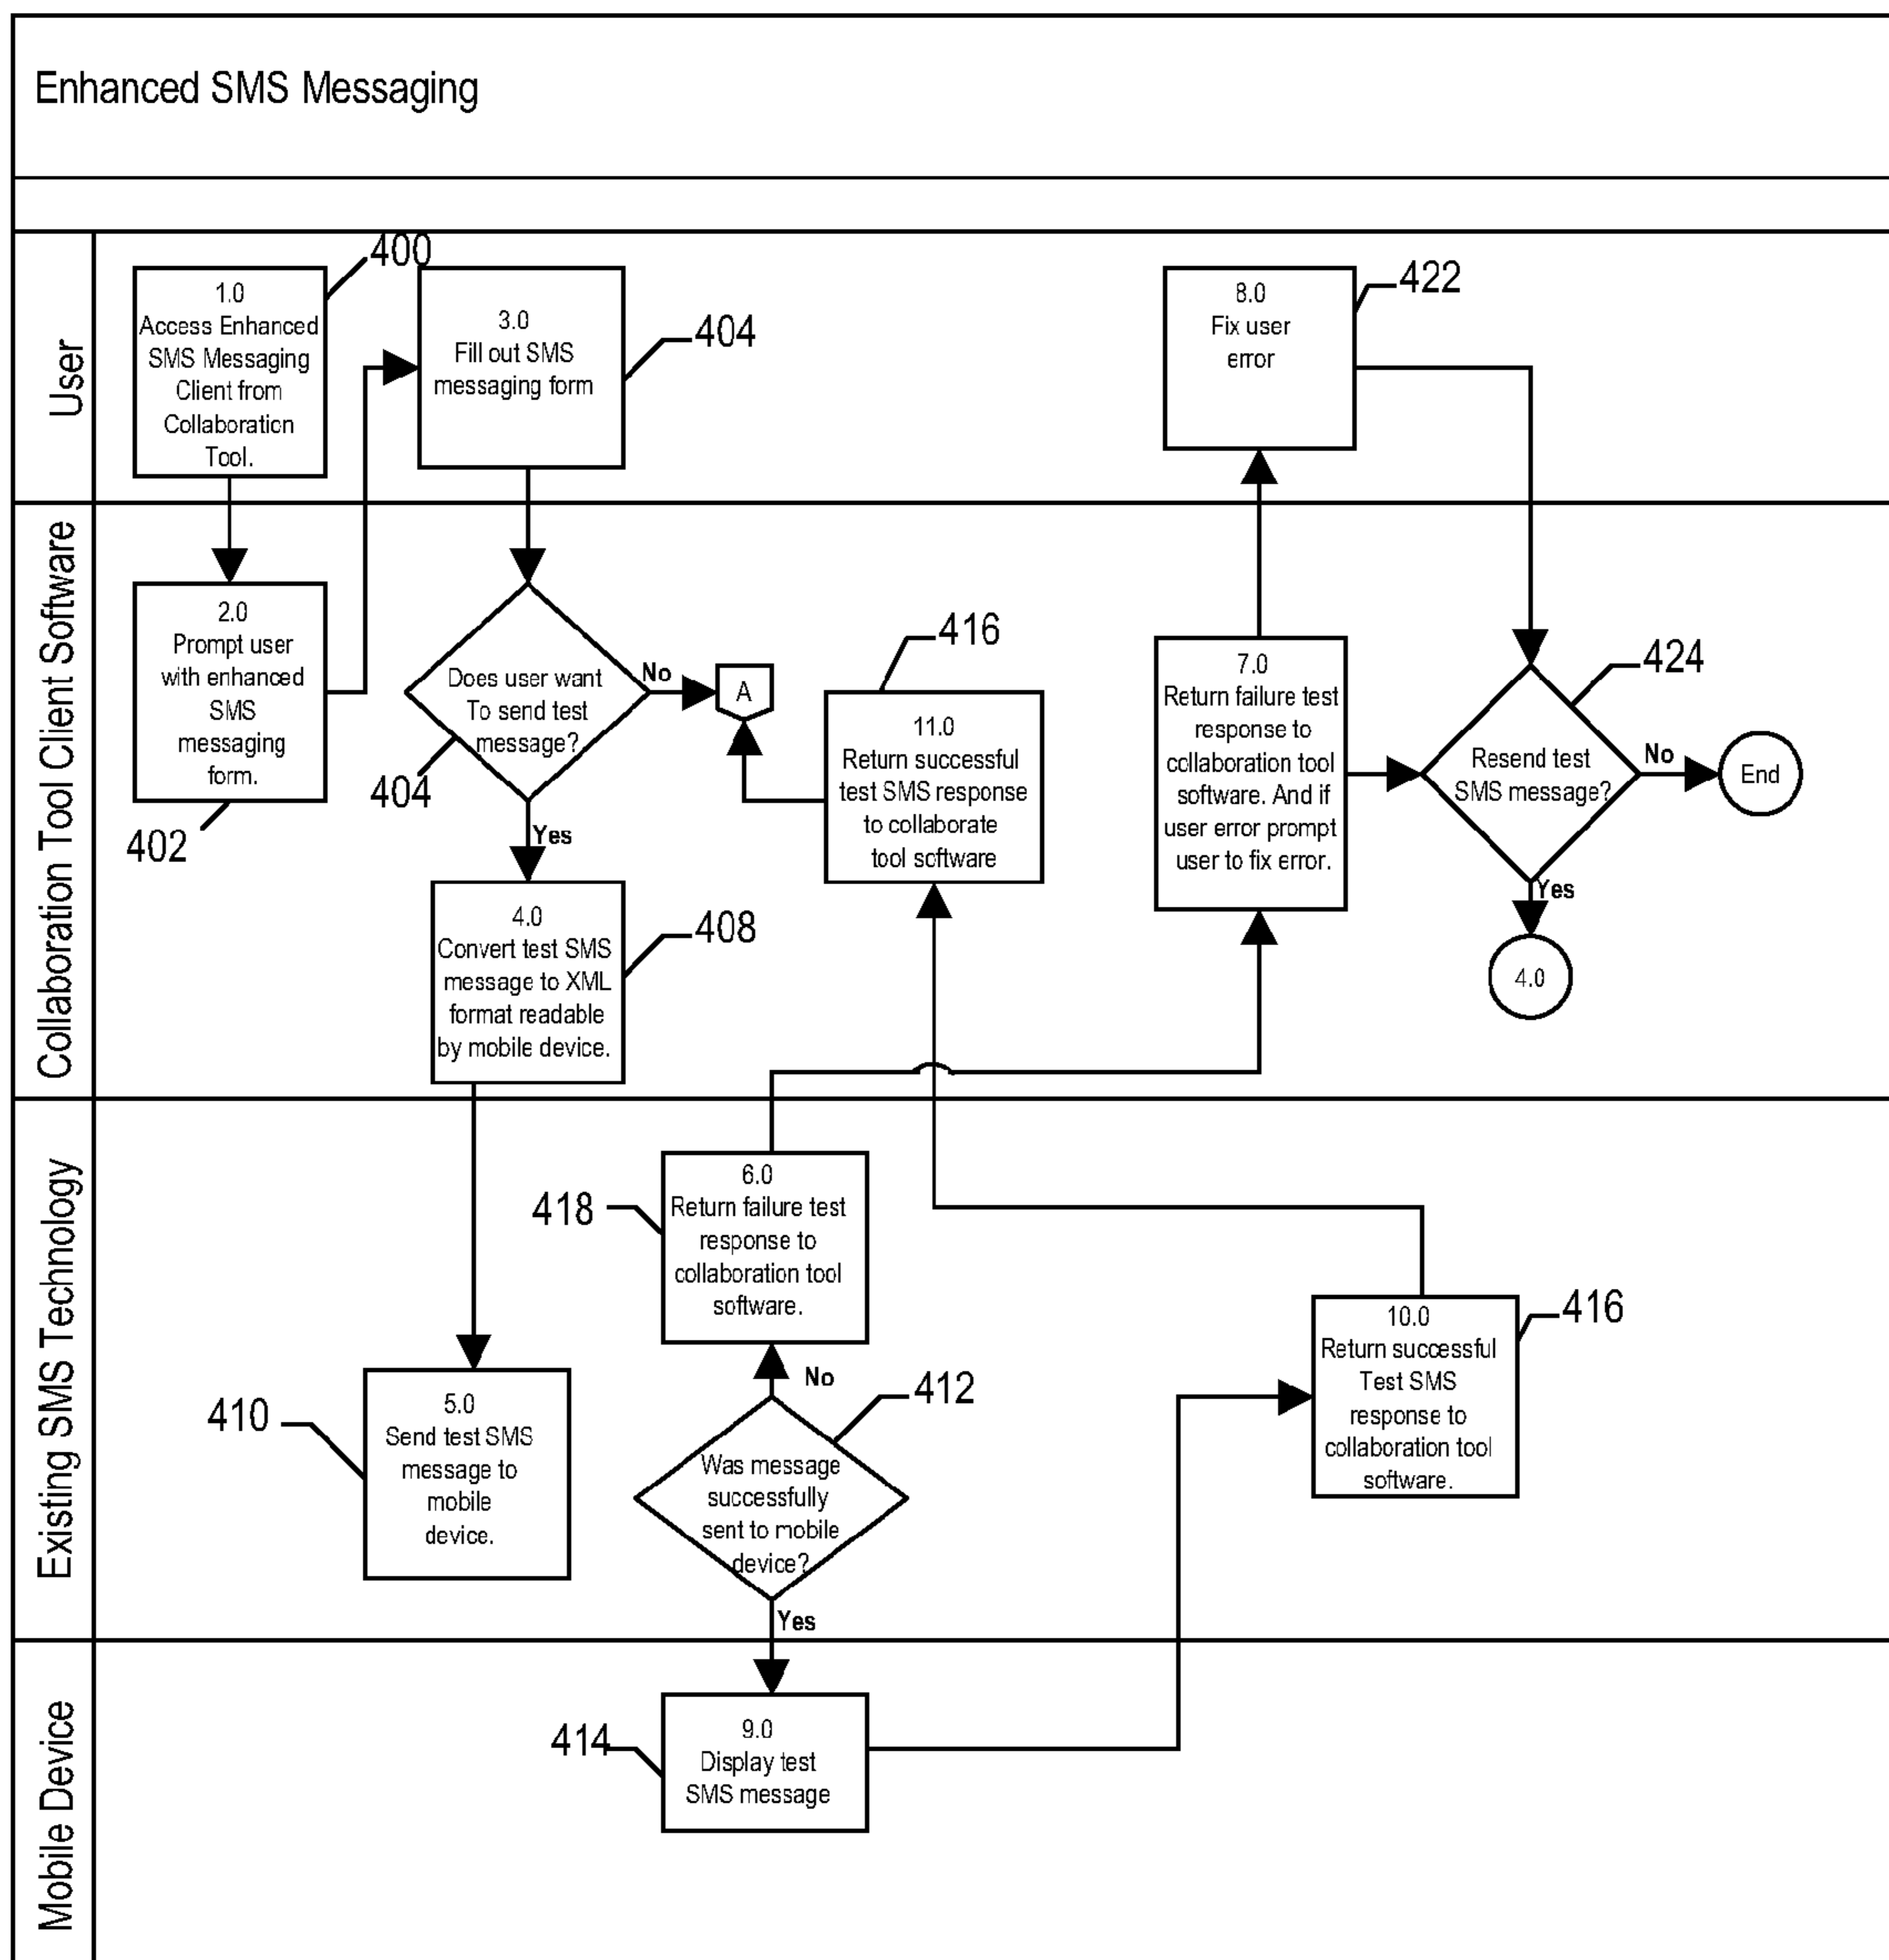 Enhanced SMS Messaging
User
400
1.0
Access Enhanced
SMS Messaging
Client from
Collaboration
Tool.
3.0
Fill out SMS
messaging form
404
8.0
Fix user
error
422
Collaboration Tool Client Software
2.0
Prompt user
with enhanced
SMS
messaging
form.
402
Does user want
To send test
message?
404
No
A
Yes
416
11.0
Return successful
test SMS response
to collaborate
tool software
7.0
Return failure test
response to
collaboration tool
software. And if
user error prompt
user to fix error.
424
Resend test
SMS message?
No
End
Yes
4.0
4.0
Convert test SMS
message to XML
format readable
by mobile device.
408
Existing SMS Technology
418
6.0
Return failure test
response to
collaboration tool
software.
410
5.0
Send test SMS
message to
mobile
device.
No
412
Was message
successfully
sent to mobile
device?
Yes
10.0
Return successful
Test SMS
response to
collaboration tool
software.
416
Mobile Device
414
9.0
Display test
SMS message